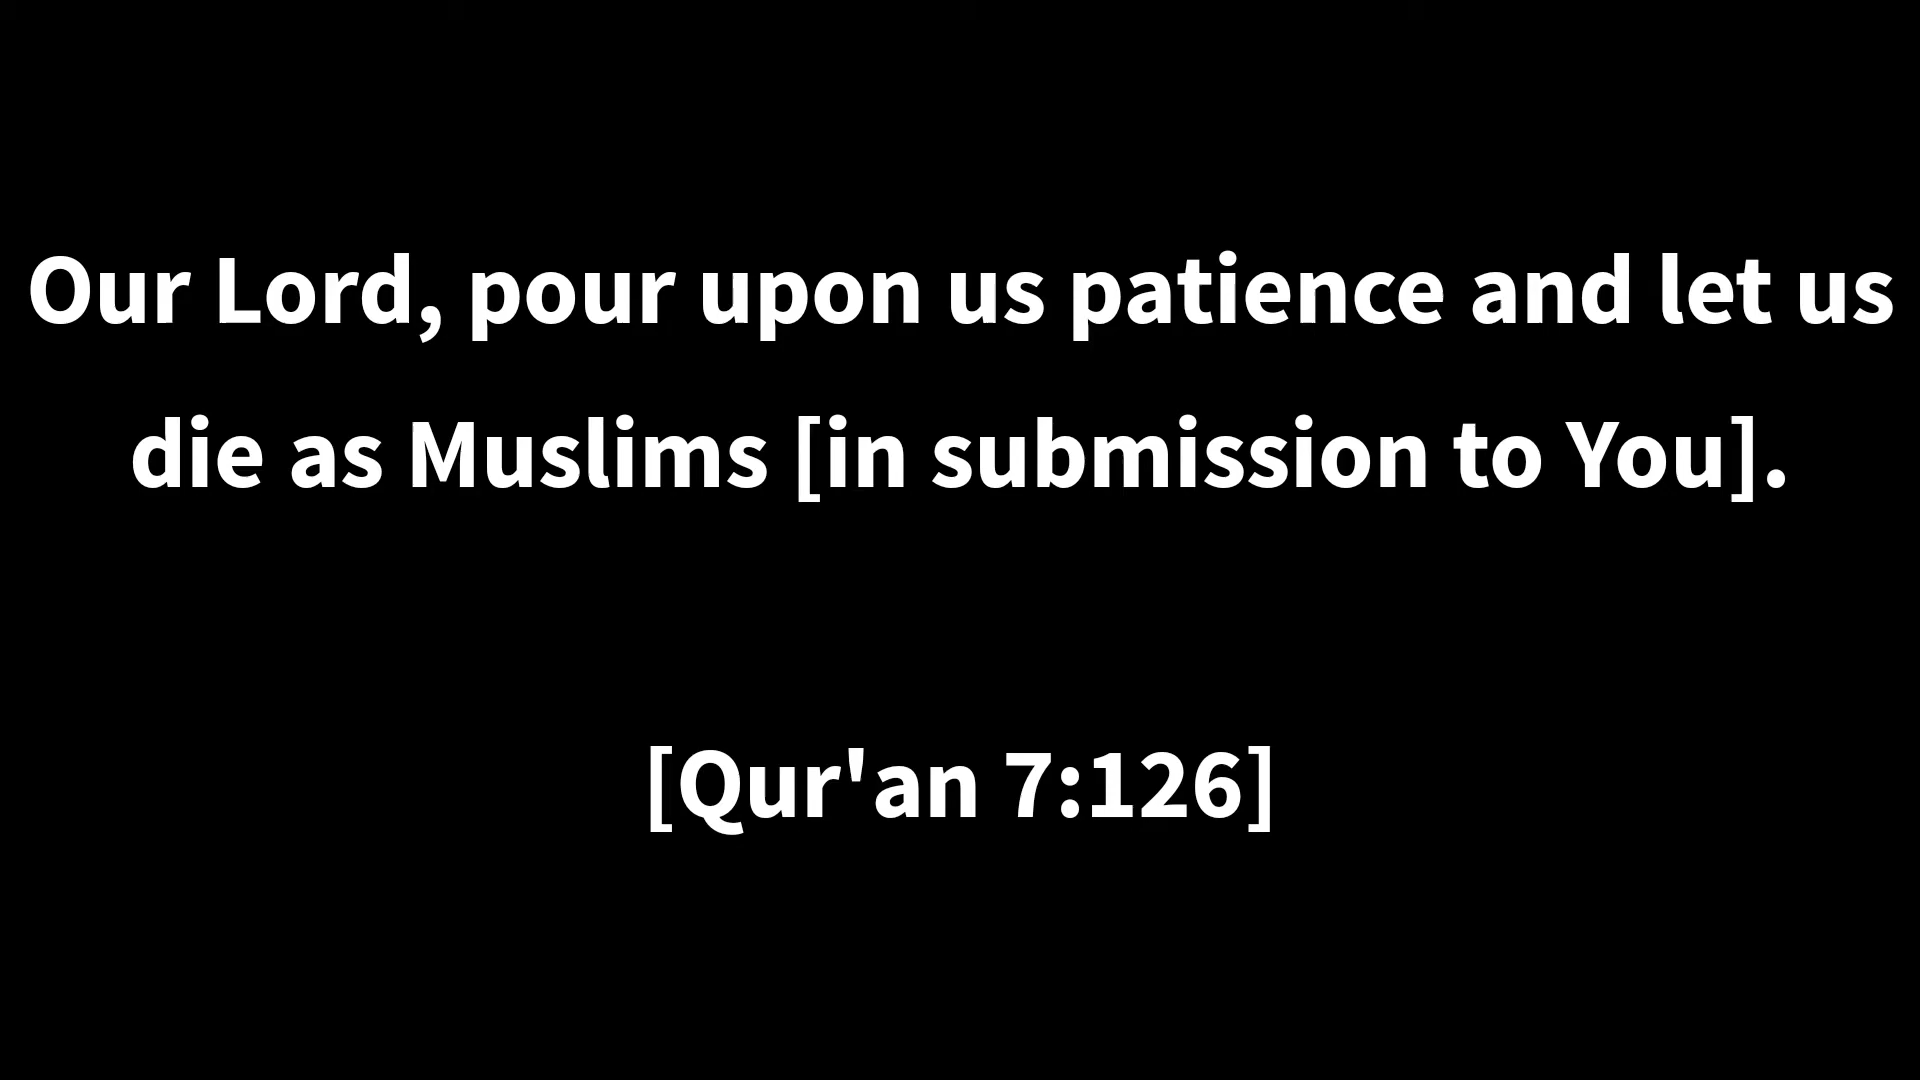 Our Lord, pour upon us patience and let us
die as Muslims [in submission to You].
[Qur'an 7:126]